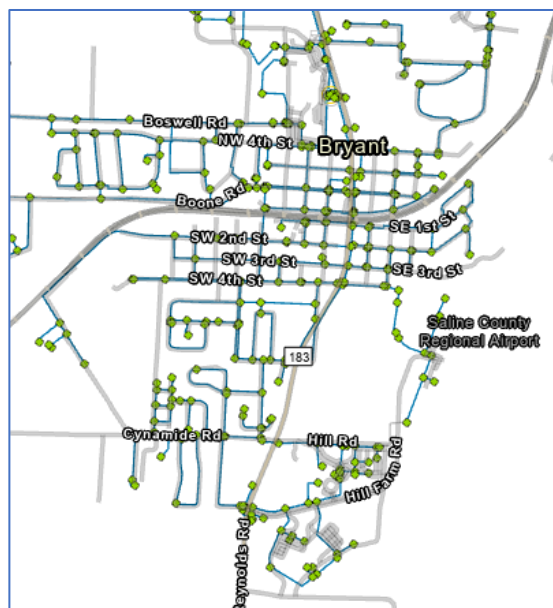 Boswell Rd
NW 4th St
Bryant
Boone Rd
SE 1st St
SW 2nd St
SW 3rd St
SE 3rd St
SW 4th St
Saline County
Regional Airport
183
Cynamide Rd
Hill Rd
Hill Farm Rd
Reynolds Rd